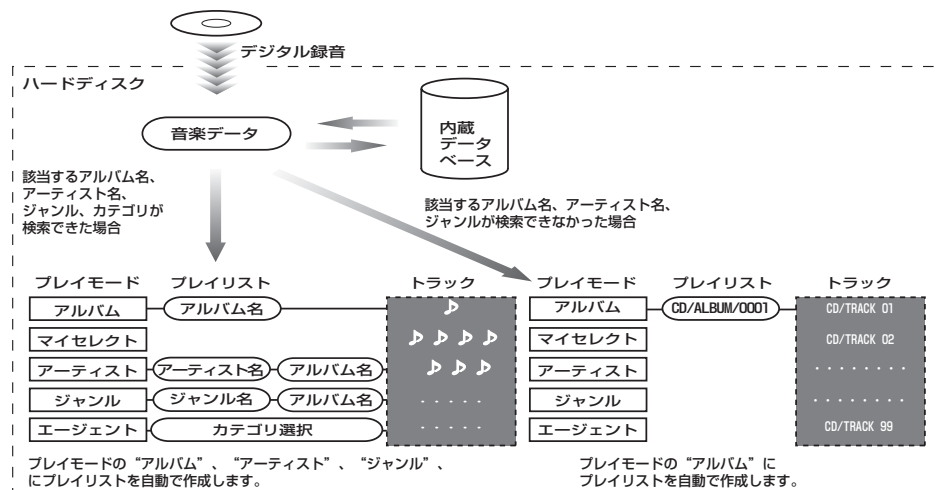 デジタル録音
ハードディスク
音楽データ
内蔵
データ
ベース
該当するアルバム名、
アーティスト名、
ジャンル、カテゴリが
検索できた場合
該当するアルバム名、アーティスト名、
ジャンルが検索できなかった場合
プレイモード プレイリスト トラック
アルバム アルバム名
マイセレクト
アーティスト アーティスト名 アルバム名
ジャンル ジャンル名 アルバム名
エージェント カテゴリ選択
プレイモードの“アルバム”、“アーティスト”、“ジャンル”、
にプレイリストを自動で作成します。
プレイモード プレイリスト トラック
アルバム CD/ALBUM/0001 CD/TRACK 01
マイセレクト CD/TRACK 02
アーティスト ........
ジャンル ........
エージェント CD/TRACK 99
プレイモードの“アルバム”に
プレイリストを自動で作成します。